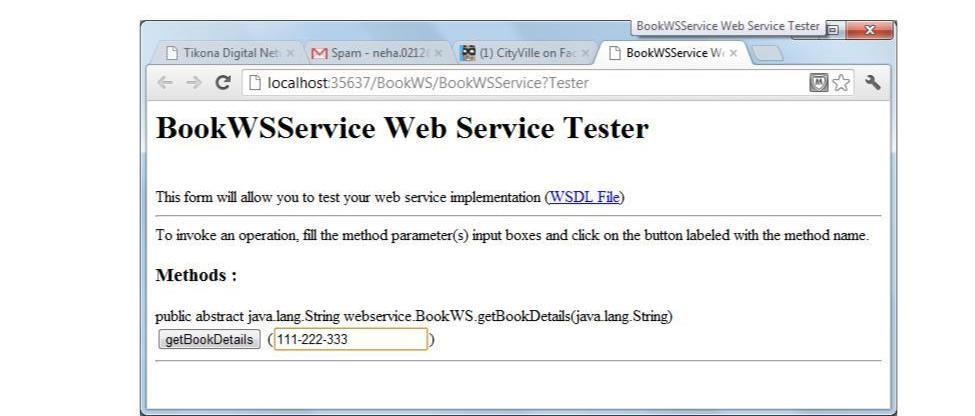 BookWSService Web Service Tester
Tikona Digital Net
Spam - neha.0212
(1) CityVille on Fac
BookWSService W
localhost:35637/BookWS/BookWSService?Tester
BookWSService Web Service Tester
This form will allow you to test your web service implementation (WSDL File)
To invoke an operation, fill the method parameter(s) input boxes and click on the button labeled with the method name.
Methods :
public abstract java.lang.String webservice.BookWS.getBookDetails(java.lang.String)
getBookDetails (111-222-333)